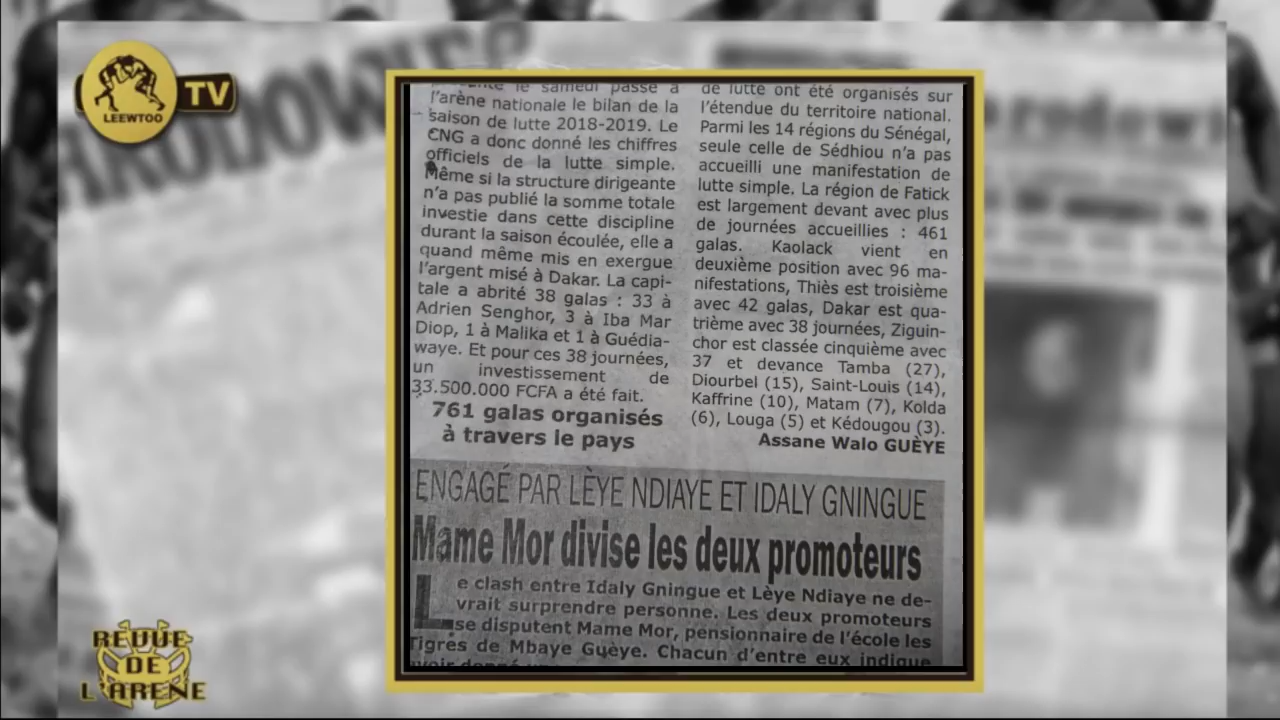 LEEWTOO
TV
le samedi passé à
l'arène nationale le bilan de la
saison de lutte 2018-2019. Le
CNG a donc donné les chiffres
officiels de la lutte simple.
Même si la structure dirigeante
n'a pas publié la somme totale
investie dans cette discipline
durant la saison écoulée, elle a
quand même mis en exergue
l'argent misé à Dakar. La capi-
tale a abrité 38 galas : 33 à
Adrien Senghor, 3 à Iba Mar
Diop, 1 à Malika et 1 à Guédia-
waye. Et pour ces 38 journées,
un investissement de
33.500.000 FCFA a été fait.
761 galas organisés
à travers le pays
de lutte ont été organisés sur
l'étendue du territoire national.
Parmi les 14 régions du Sénégal,
seule celle de Sédhiou n'a pas
accueilli une manifestation de
lutte simple. La région de Fatick
est largement devant avec plus
de journées accueillies : 461
galas. Kaolack vient en
deuxième position avec 96 ma-
nifestations, Thiès est troisième
avec 42 galas, Dakar est qua-
trième avec 38 journées, Ziguin-
chor est classée cinquième avec
37 et devance Tamba (27),
Diourbel (15), Saint-Louis (14),
Kaffrine (10), Matam (7), Kolda
(6), Louga (5) et Kédougou (3).
Assane Walo GUÈYE
ENGAGÉ PAR LÈYE NDIAYE ET IDALY GNINGUE
Mame Mor divise les deux promoteurs
Le clash entre Idaly Gningue et Lèye Ndiaye ne de-
vrait surprendre personne. Les deux promoteurs
se disputent Mame Mor, pensionnaire de l'école les
Tigres de Mbaye Guèye. Chacun d'entre eux indique
REVUE
DE
L'ARÈNE